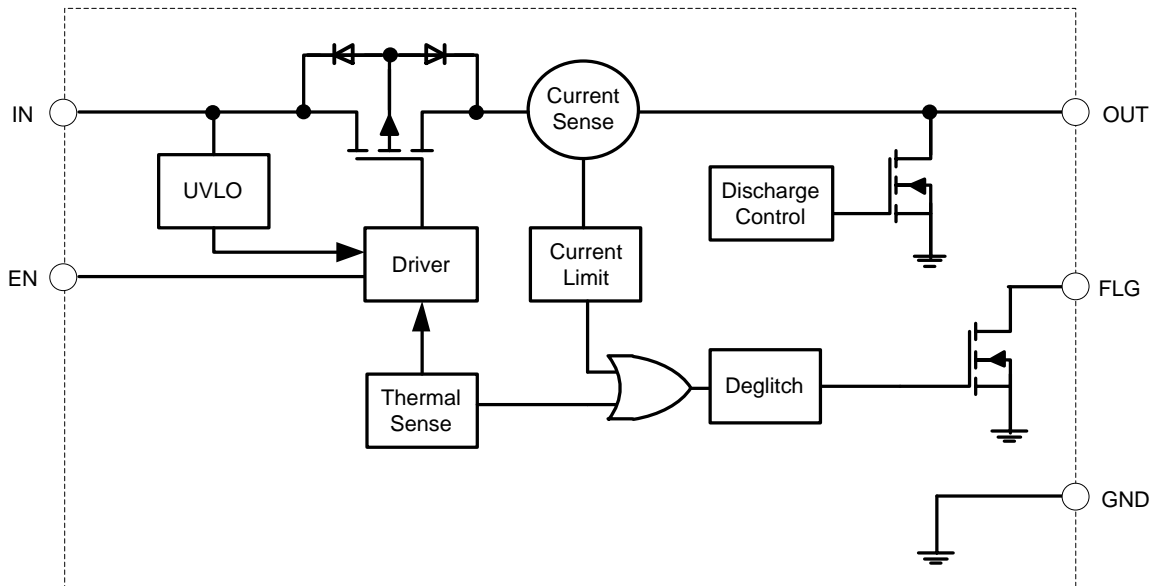 IN
Current
Sense
OUT
UVLO
Discharge
Control
Driver
Current
Limit
EN
FLG
Thermal
Sense
Deglitch
GND